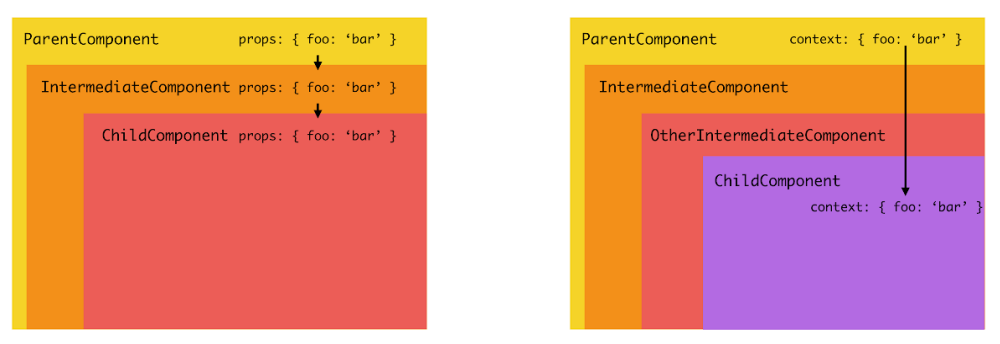 ParentComponent props: { foo: ‘bar’ }
IntermediateComponent props: { foo: ‘bar’ }
ChildComponent props: { foo: ‘bar’ }
ParentComponent context: { foo: ‘bar’ }
IntermediateComponent
OtherIntermediateComponent
ChildComponent
context: { foo: ‘bar’ }